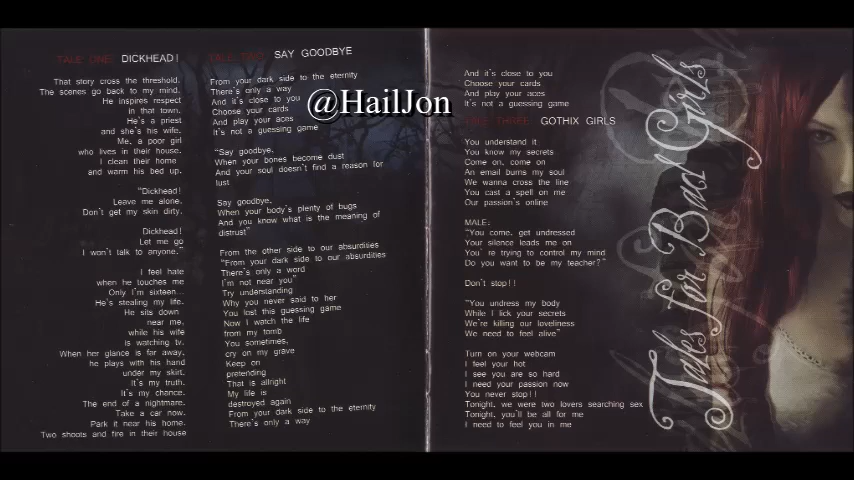 TALE ONE: DICKHEAD!
That story cross the threshold.
The scenes go back to my mind.
He inspires respect
in that town.
He's a priest
and she's his wife.
Me, a poor girl
who lives in their house.
I clean their home
and warm his bed up.
"Dickhead!
Leave me alone.
Don't get my skin dirty.
Dickhead!
Let me go
I won't talk to anyone."
I feel hate
when he touches me
Only I'm sixteen...
He's stealing my life.
He sits down
near me,
while his wife
is watching tv.
When her glance is far away,
he plays with his hand
under my skirt.
It's my truth.
It's my chance.
The end of a nightmare.
Take a car now.
Park it near his home.
Two shoots and fire in their house
TALE TWO: SAY GOODBYE
From your dark side to the eternity
There's only a way
And it's close to you
Choose your cards
And play your aces
It's not a guessing game
"Say goodbye,
When your bones become dust
And your soul doesn't find a reason for
lust
Say goodbye,
When your body's plenty of bugs
And you know what is the meaning of
distrust"
From the other side to our absurdities
"From your dark side to our absurdities
There's only a word
I'm not near you"
Try understanding
Why you never said to her
You lost this guessing game
Now I watch the life
from my tomb
You sometimes,
cry on my grave
Keep on
pretending
That is allright
My life is
destroyed again
From your dark side to the eternity
There's only a way
@HailJon
And it's close to you
Choose your cards
And play your aces
It's not a guessing game
TALE THREE: GOTHIX GIRLS
You understand it
You know my secrets
Come on, come on
An email burns my soul
We wanna cross the line
You cast a spell on me
Our passion's online
MALE:
"You come, get undressed
Your silence leads me on
You're trying to control my mind
Do you want to be my teacher?"
Don't stop!!
"You undress my body
While I lick your secrets
We're killing our loveliness
We need to feel alive"
Turn on your webcam
I feel your hot
I see you are so hard
I need your passion now
You never stop!!
Tonight, we were two lovers searching sex
Tonight, you'll be all for me
I need to feel you in me
Tales for Bad Girls